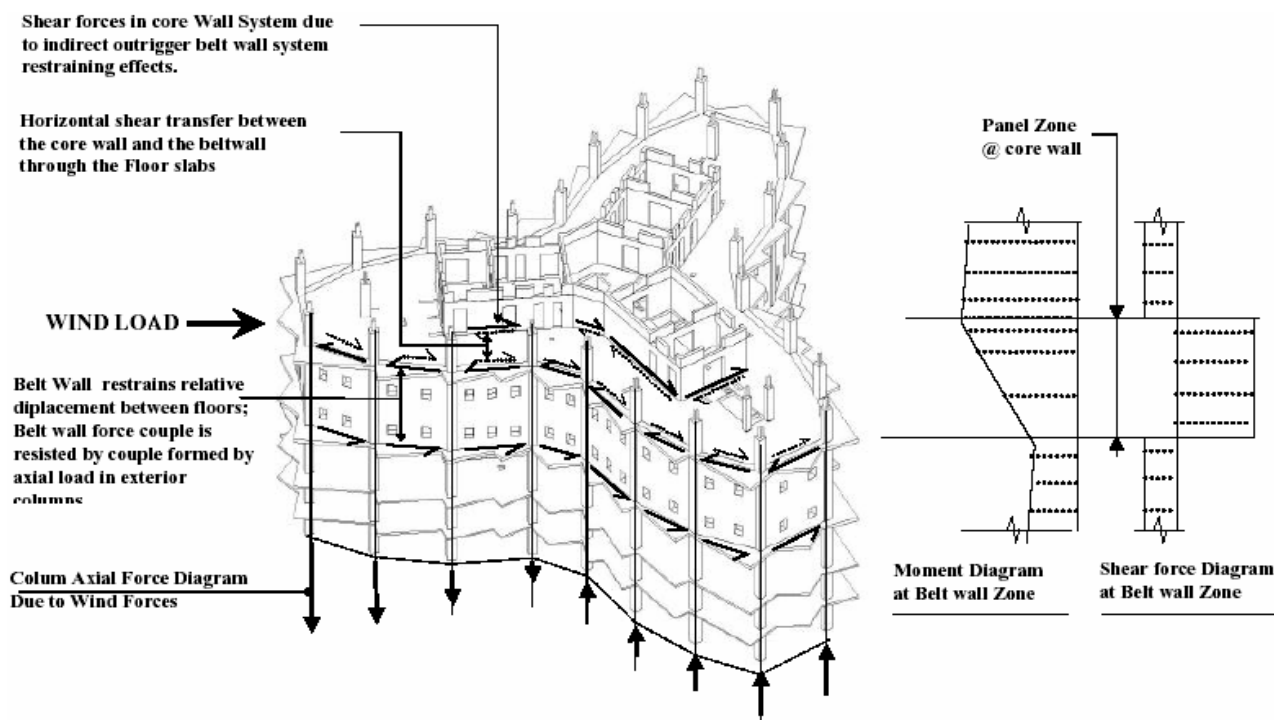 Shear forces in core Wall System due
to indirect outrigger belt wall system
restraining effects.
Horizontal shear transfer between
the core wall and the beltwall
through the Floor slabs
WIND LOAD
Belt Wall restrains relative
diplacement between floors;
Belt wall force couple is
resisted by couple formed by
axial load in exterior
columns
Colum Axial Force Diagram
Due to Wind Forces
Panel Zone
@ core wall
Moment Diagram
at Belt wall Zone
Shear force Diagram
at Belt wall Zone